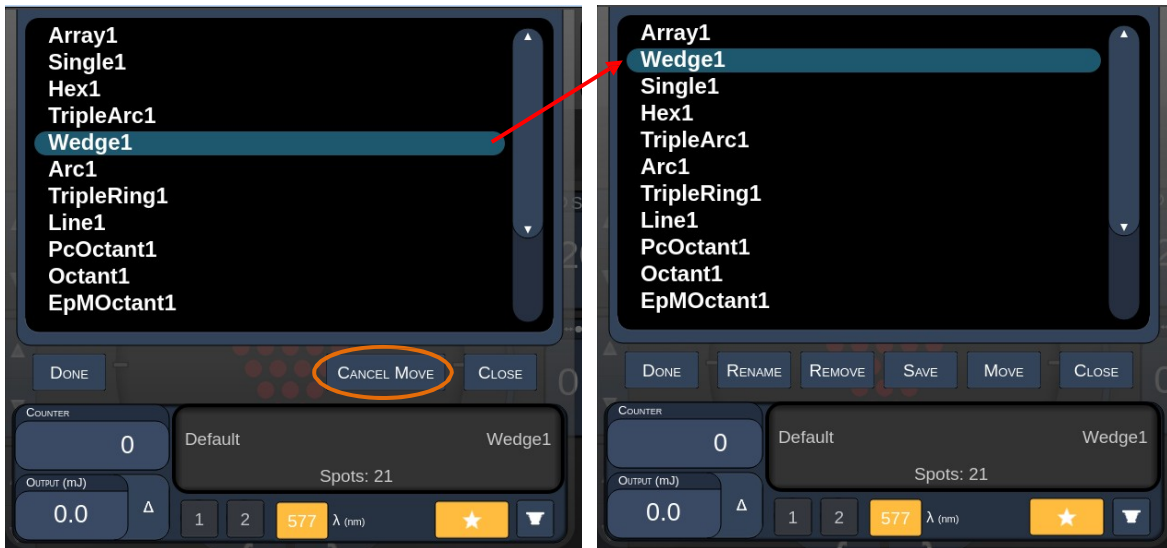 Array1
Single1
Hex1
TripleArc1
Wedge1
Arc1
TripleRing1
Line1
PcOctant1
Octant1
EpMOctant1
DONE
CANCEL MOVE
CLOSE
COUNTER
0
Default
Wedge1
Spots: 21
OUTPUT (mJ)
0.0
Δ
1
2
577
λ (nm)
Array1
Wedge1
Single1
Hex1
TripleArc1
Arc1
TripleRing1
Line1
PcOctant1
Octant1
EpMOctant1
DONE
RENAME
REMOVE
SAVE
MOVE
CLOSE
COUNTER
0
Default
Wedge1
Spots: 21
OUTPUT (mJ)
0.0
Δ
1
2
577
λ (nm)